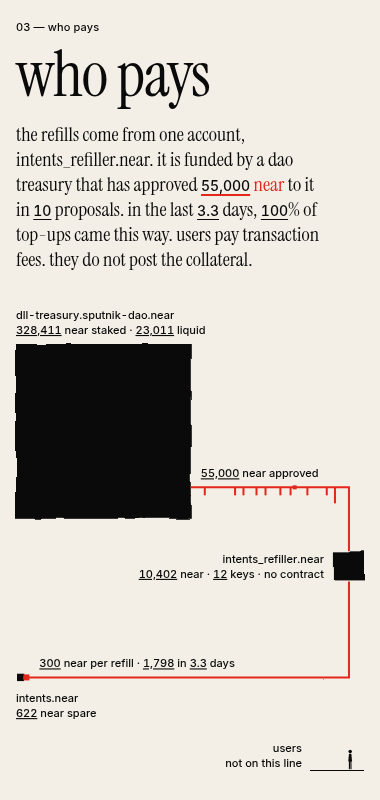 03 — who pays
who pays
the refills come from one account,
intents_refiller.near. it is funded by a dao
treasury that has approved 55,000 near to it
in 10 proposals. in the last 3.3 days, 100% of
top-ups came this way. users pay transaction
fees. they do not post the collateral.
dll-treasury.sputnik-dao.near
328,411 near staked · 23,011 liquid
55,000 near approved
intents_refiller.near
10,402 near · 12 keys · no contract
300 near per refill · 1,798 in 3.3 days
intents.near
622 near spare
users
not on this line